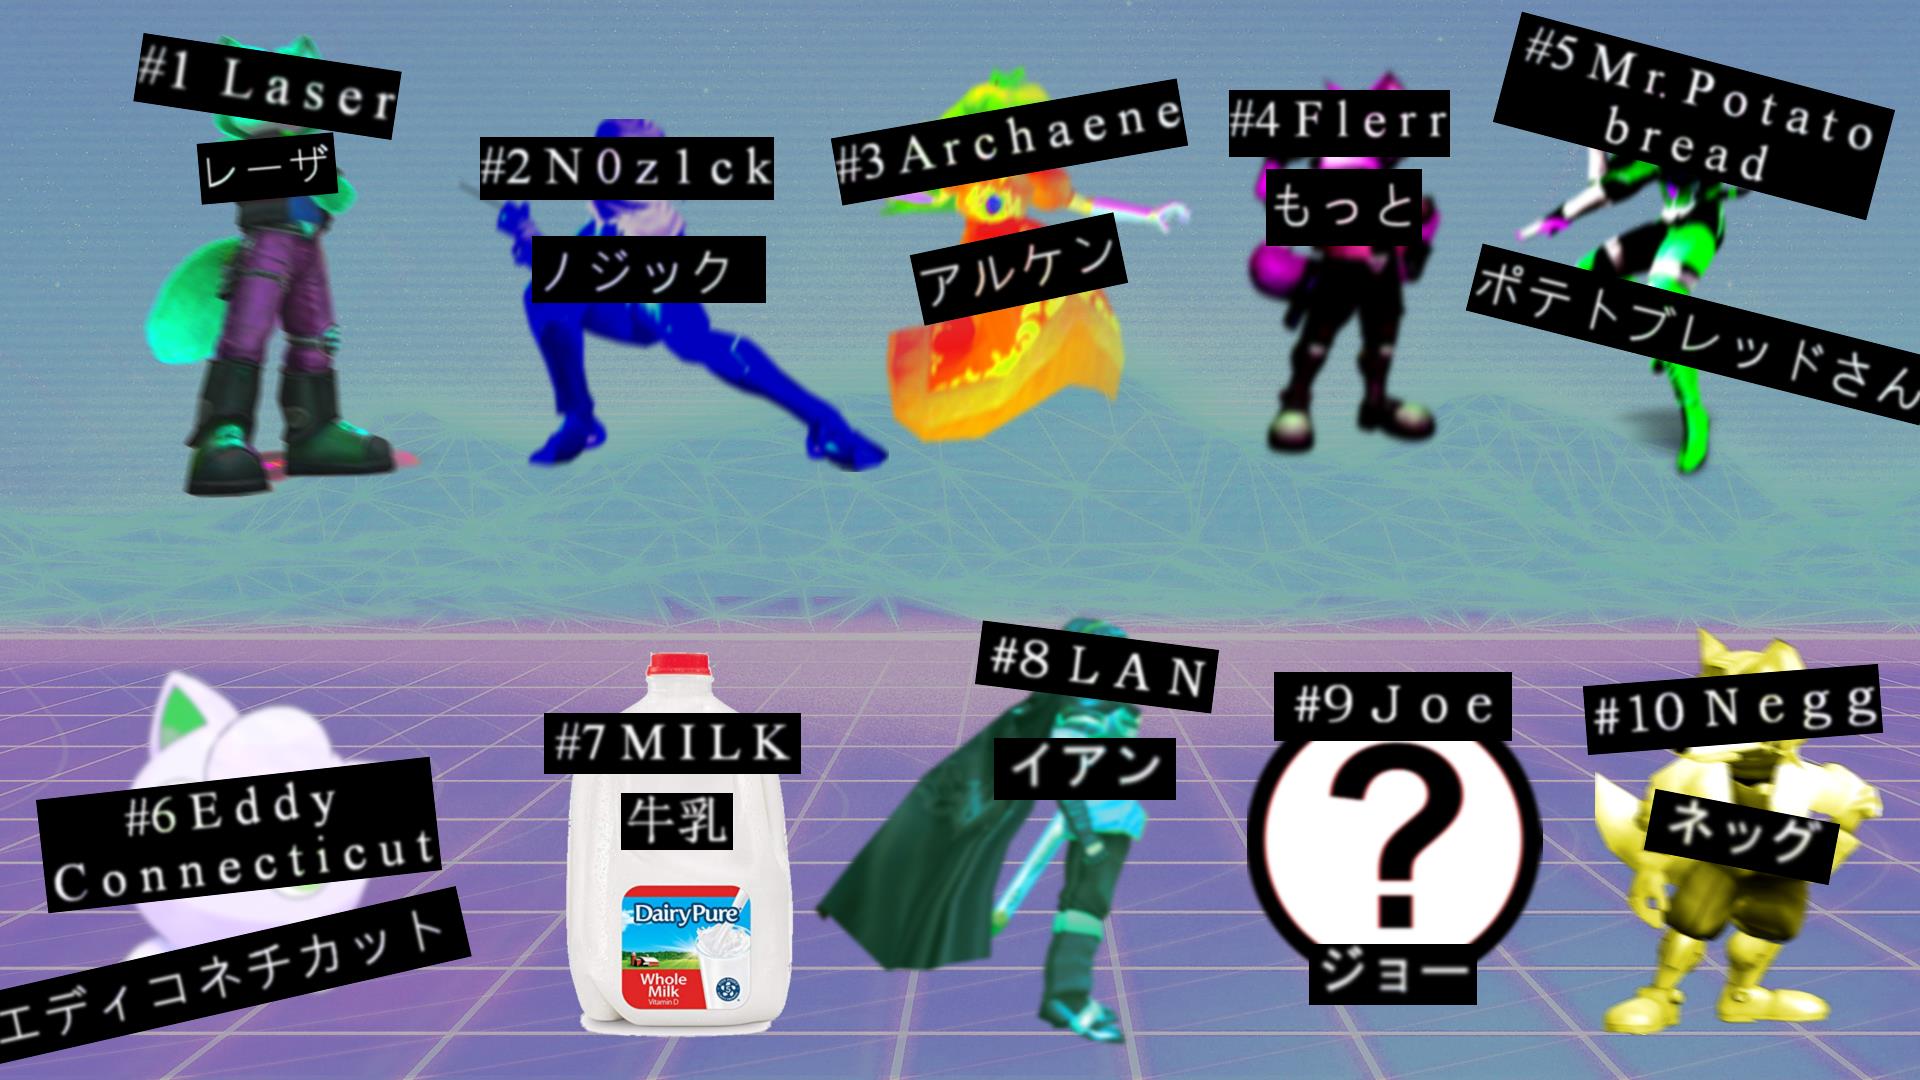 #1 Laser
レーザ
#2 N0z1ck
ノジック
#3 Archaene
アルケン
#4 Flerr
もっと
#5 Mr. Potato
bread
ポテトブレッドさん
#6 Eddy
Connecticut
エディコネチカット
#7 MILK
牛乳
DairyPure
Whole
Milk
Vitamin D
#8 LAN
イアン
#9 Joe
?
ジョー
#10 Negg
ネッグ